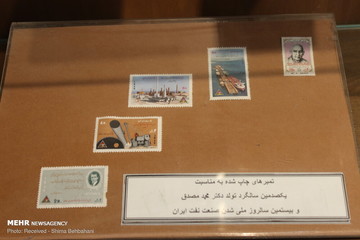 تمبرهای چاپ شده به مناسبت
یکصدمین سالگرد تولد دکتر محمد مصدق
و بیستمین سالروز ملی شدن صنعت نفت ایران
MEHR NEWSAGENCY
Photo: Received - Shima Behbahani